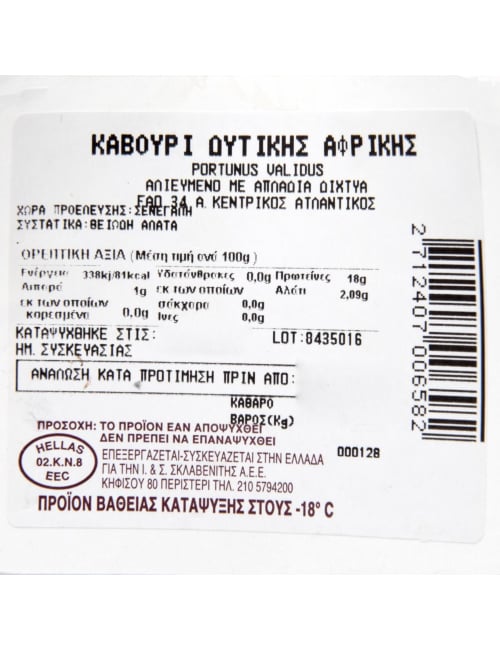 ΚΑΒΟΥΡΙ ΔΥΤΙΚΗΣ ΑΦΡΙΚΗΣ
PORTUNUS VALIDUS
ΑΛΙΕΥΜΕΝΟ ΜΕ ΑΠΛΑΔΙΑ ΔΙΧΤΥΑ
FAO 34 Α. ΚΕΝΤΡΙΚΟΣ ΑΤΛΑΝΤΙΚΟΣ
ΧΩΡΑ ΠΡΟΕΛΕΥΣΗΣ: ΣΕΝΕΓΑΛΗ
ΣΥΣΤΑΤΙΚΑ: ΘΕΙΩΔΗ ΑΛΑΤΑ
ΘΡΕΠΤΙΚΗ ΑΞΙΑ (Μέση τιμή ανά 100g)
Ενέργεια 338kj/81kcal Υδατάνθρακες 0,0g Πρωτεΐνες 18g
Λιπαρά 1g εκ των οποίων Αλάτι 2,09g
εκ των οποίων σάκχαρα 0,0g
κορεσμένα 0,0g Ίνες 0,0g
ΚΑΤΑΨΥΧΘΗΚΕ ΣΤΙΣ: LOT: 8435016
ΗΜ. ΣΥΣΚΕΥΑΣΙΑΣ
ΑΝΑΛΩΣΗ ΚΑΤΑ ΠΡΟΤΙΜΗΣΗ ΠΡΙΝ ΑΠΟ:
ΚΑΘΑΡΟ
ΒΑΡΟΣ(Kg)
ΠΡΟΣΟΧΗ: ΤΟ ΠΡΟΪΟΝ ΕΑΝ ΑΠΟΨΥΧΘΕΙ
ΔΕΝ ΠΡΕΠΕΙ ΝΑ ΕΠΑΝΑΨΥΧΘΕΙ
000128
HELLAS
02.K.N.8
EEC
ΕΠΕΞΕΡΓΑΖΕΤΑΙ-ΣΥΣΚΕΥΑΖΕΤΑΙ ΣΤΗΝ ΕΛΛΑΔΑ
ΓΙΑ ΤΗΝ Ι. & Σ. ΣΚΛΑΒΕΝΙΤΗΣ Α.Ε.Ε.
ΚΗΦΙΣΟΥ 80 ΠΕΡΙΣΤΕΡΙ ΤΗΛ. 210 5794200
ΠΡΟΪΟΝ ΒΑΘΕΙΑΣ ΚΑΤΑΨΥΞΗΣ ΣΤΟΥΣ -18° C
2 712407 006582